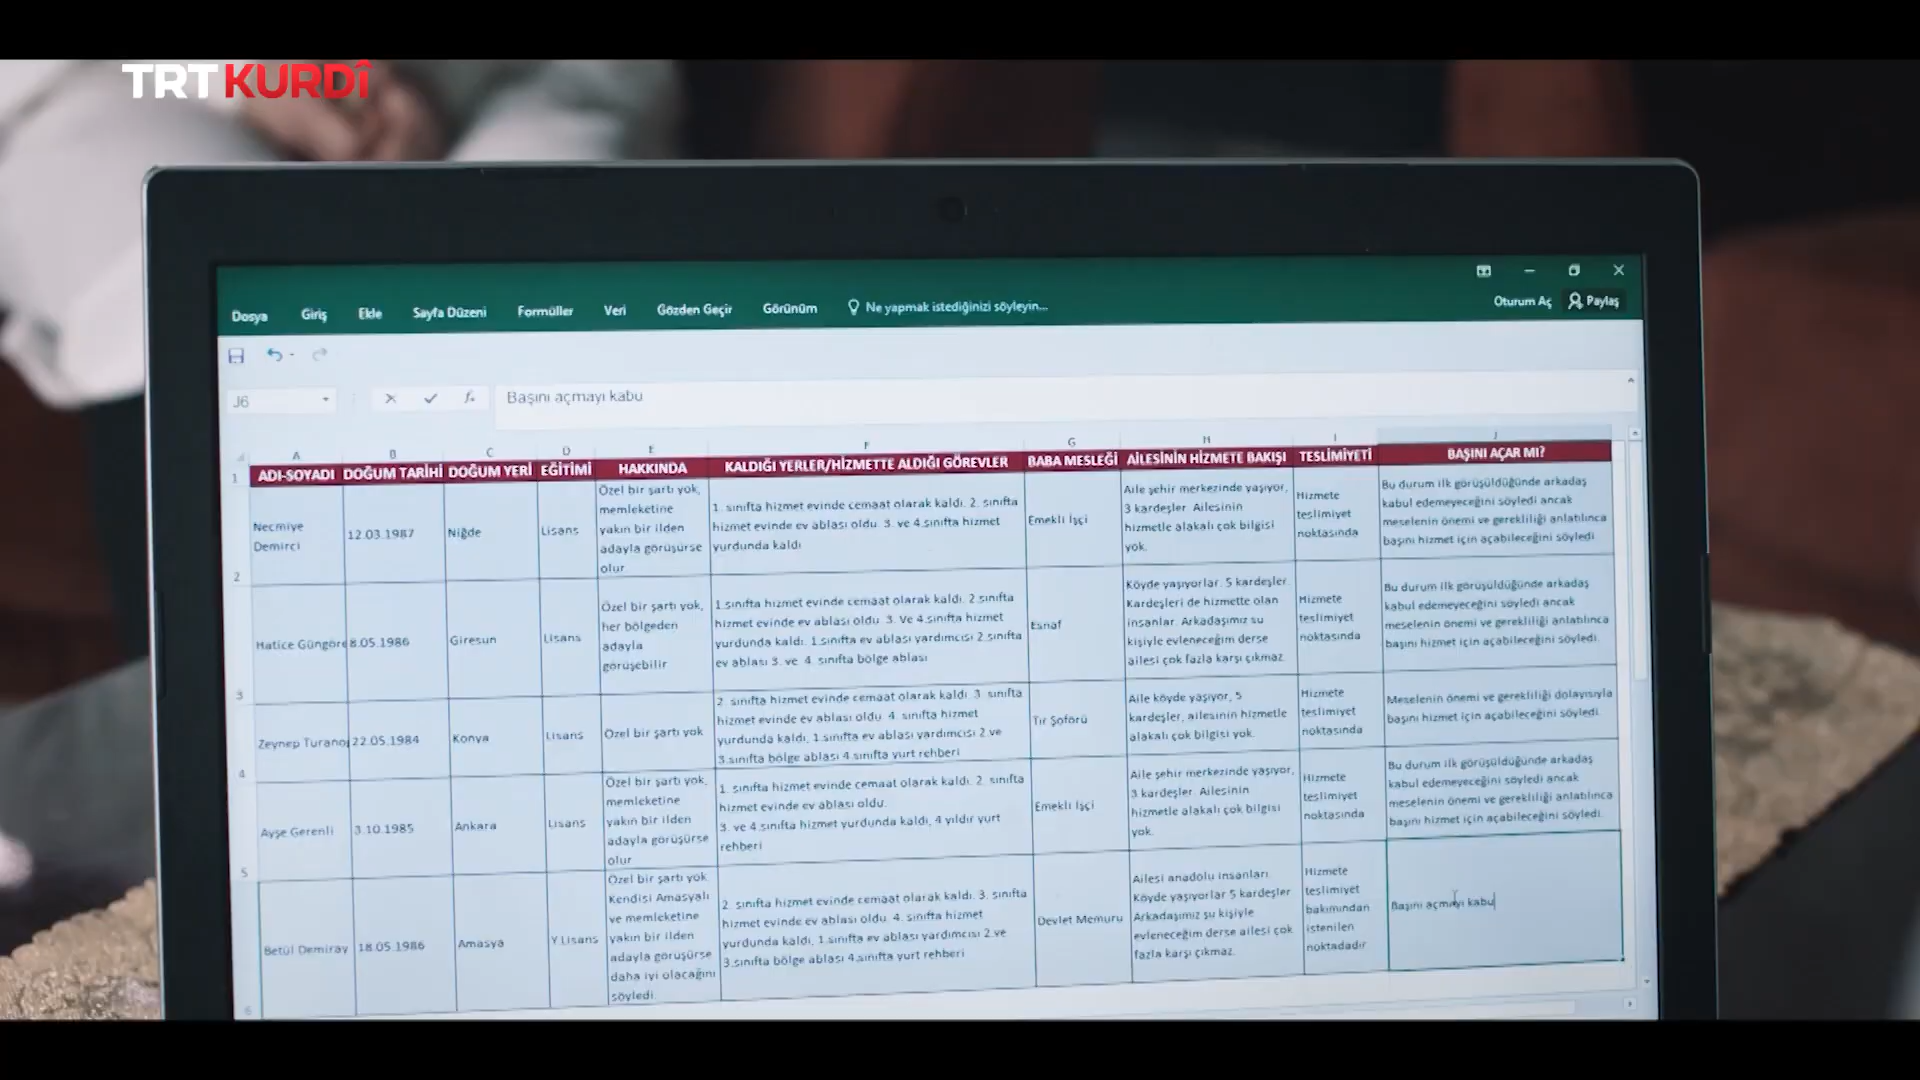 TRT KURDÎ
Dosya Giriş Ekle Sayfa Düzeni Formüller Veri Gözden Geçir Görünüm Ne yapmak istediğinizi söyleyin... Oturum Aç Paylaş
J6 Başını açmayı kabu
A B C D E F G H I J
1 ADI-SOYADI DOĞUM TARİHİ DOĞUM YERİ EĞİTİMİ HAKKINDA KALDIĞI YERLER/HİZMETTE ALDIĞI GÖREVLER BABA MESLEĞİ AİLESİNİN HİZMETE BAKIŞI TESLİMİYETİ BAŞINI AÇAR MI?
2
Necmiye
Demirci
12.03.1987
Niğde
Lisans
Özel bir şartı yok,
memleketine
yakın bir ilden
adayla görüşürse
olur
1. sınıfta hizmet evinde cemaat olarak kaldı. 2. sınıfta
hizmet evinde ev ablası oldu. 3. ve 4.sınıfta hizmet
yurdunda kaldı
Emekli İşçi
Aile şehir merkezinde yaşıyor,
3 kardeşler. Ailesinin
hizmetle alakalı çok bilgisi
yok.
Hizmete
teslimiyet
noktasında
Bu durum ilk görüşüldüğünde arkadaş
kabul edemeyeceğini söyledi ancak
meselenin önemi ve gerekliliği anlatılınca
başını hizmet için açabileceğini söyledi.
3
Hatice Güngöre
8.05.1986
Giresun
Lisans
Özel bir şartı yok,
her bölgeden
adayla
görüşebilir
1.sınıfta hizmet evinde cemaat olarak kaldı. 2.sınıfta
hizmet evinde ev ablası oldu. 3. Ve 4.sınıfta hizmet
yurdunda kaldı. 1.sınıfta ev ablası yardımcısı 2.sınıfta
ev ablası 3. ve 4. sınıfta bölge ablası
Esnaf
Köyde yaşıyorlar. 5 kardeşler.
Kardeşleri de hizmette olan
insanlar. Arkadaşımız şu
kişiyle evleneceğim derse
ailesi çok fazla karşı çıkmaz
Hizmete
teslimiyet
noktasında
Bu durum ilk görüşüldüğünde arkadaş
kabul edemeyeceğini söyledi ancak
meselenin önemi ve gerekliliği anlatılınca
başını hizmet için açabileceğini söyledi.
4
Zeynep Turano
22.05.1984
Konya
Lisans
Özel bir şartı yok
2. sınıfta hizmet evinde cemaat olarak kaldı. 3. sınıfta
hizmet evinde ev ablası oldu. 4. sınıfta hizmet
yurdunda kaldı, 1.sınıfta ev ablası yardımcısı 2.ve
3.sınıfta bölge ablası 4.sınıfta yurt rehberi
Tır Şoförü
Aile köyde yaşıyor, 5
kardeşler, ailesinin hizmetle
alakalı çok bilgisi yok.
Hizmete
teslimiyet
noktasında
Meselenin önemi ve gerekliliği dolayısıyla
başını hizmet için açabileceğini söyledi.
5
Ayşe Gerenli
3.10.1985
Ankara
Lisans
Özel bir şartı yok,
memleketine
yakın bir ilden
adayla görüşürse
olur
1. sınıfta hizmet evinde cemaat olarak kaldı. 2. sınıfta
hizmet evinde ev ablası oldu.
3. ve 4.sınıfta hizmet yurdunda kaldı, 4 yıldır yurt
rehberi
Emekli İşçi
Aile şehir merkezinde yaşıyor,
3 kardeşler. Ailesinin
hizmetle alakalı çok bilgisi
yok.
Hizmete
teslimiyet
noktasında
Bu durum ilk görüşüldüğünde arkadaş
kabul edemeyeceğini söyledi ancak
meselenin önemi ve gerekliliği anlatılınca
başını hizmet için açabileceğini söyledi.
6
Betül Demiray
18.05.1986
Amasya
Y Lisans
Özel bir şartı yok
Kendisi Amasyalı
ve memleketine
yakın bir ilden
adayla görüşürse
daha iyi olacağını
söyledi.
2. sınıfta hizmet evinde cemaat olarak kaldı. 3. sınıfta
hizmet evinde ev ablası oldu. 4. sınıfta hizmet
yurdunda kaldı, 1.sınıfta ev ablası yardımcısı 2.ve
3.sınıfta bölge ablası 4.sınıfta yurt rehberi
Devlet Memuru
Ailesi anadolu insanları.
Köyde yaşıyorlar 5 kardeşler
Arkadaşımız şu kişiyle
evleneceğim derse ailesi çok
fazla karşı çıkmaz.
Hizmete
teslimiyet
bakımından
istenilen
noktadadır
Başını açmayı kabu